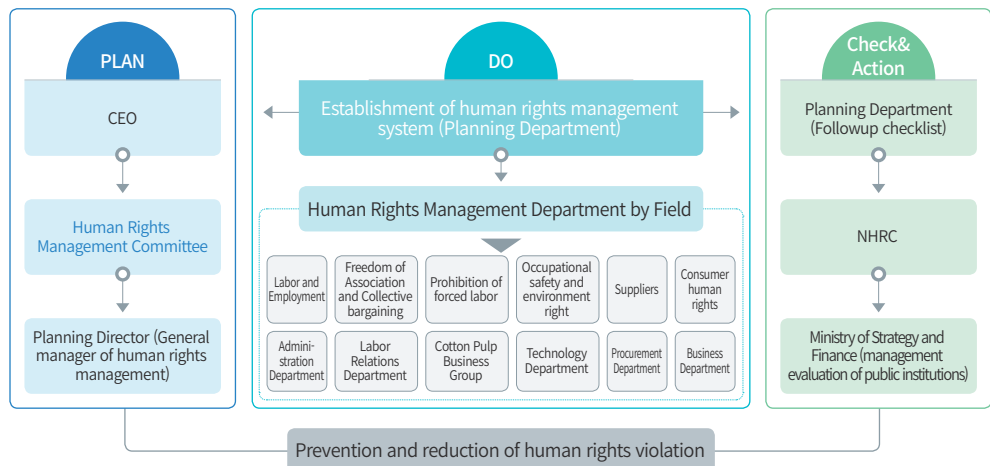 PLAN
CEO
Human Rights
Management Committee
Planning Director (General
manager of human rights
management)
DO
Establishment of human rights management
system (Planning Department)
Human Rights Management Department by Field
Labor and
Employment
Freedom of
Association
and Collective
bargaining
Prohibition of
forced labor
Occupational
safety and
environment
right
Suppliers
Consumer
human
rights
Admini-
stration
Department
Labor
Relations
Department
Cotton Pulp
Business
Group
Technology
Department
Procurement
Department
Business
Department
Check&
Action
Planning Department
(Followup checklist)
NHRC
Ministry of Strategy and
Finance (management
evaluation of public institutions)
Prevention and reduction of human rights violation